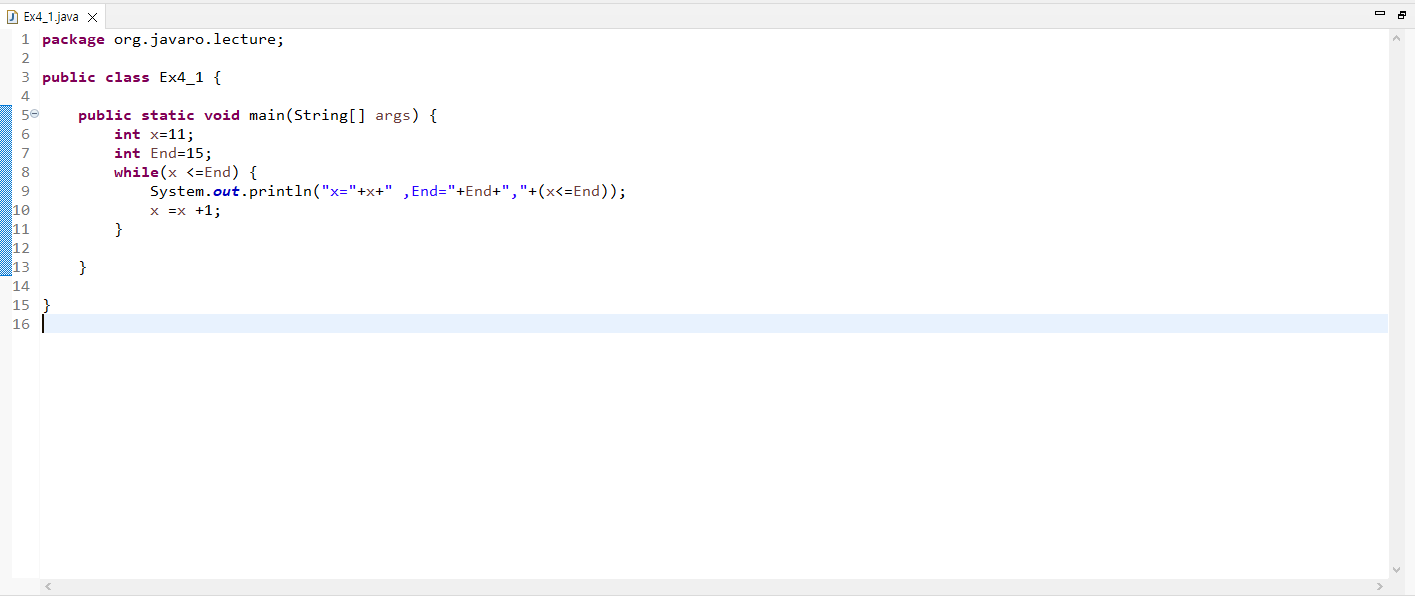 Ex4_1.java
1 package org.javaro.lecture;
2
3 public class Ex4_1 {
4
5 public static void main(String[] args) {
6 int x=11;
7 int End=15;
8 while(x <=End) {
9 System.out.println("x="+x+" ,End="+End+","+(x<=End));
10 x =x +1;
11 }
12
13 }
14
15 }
16